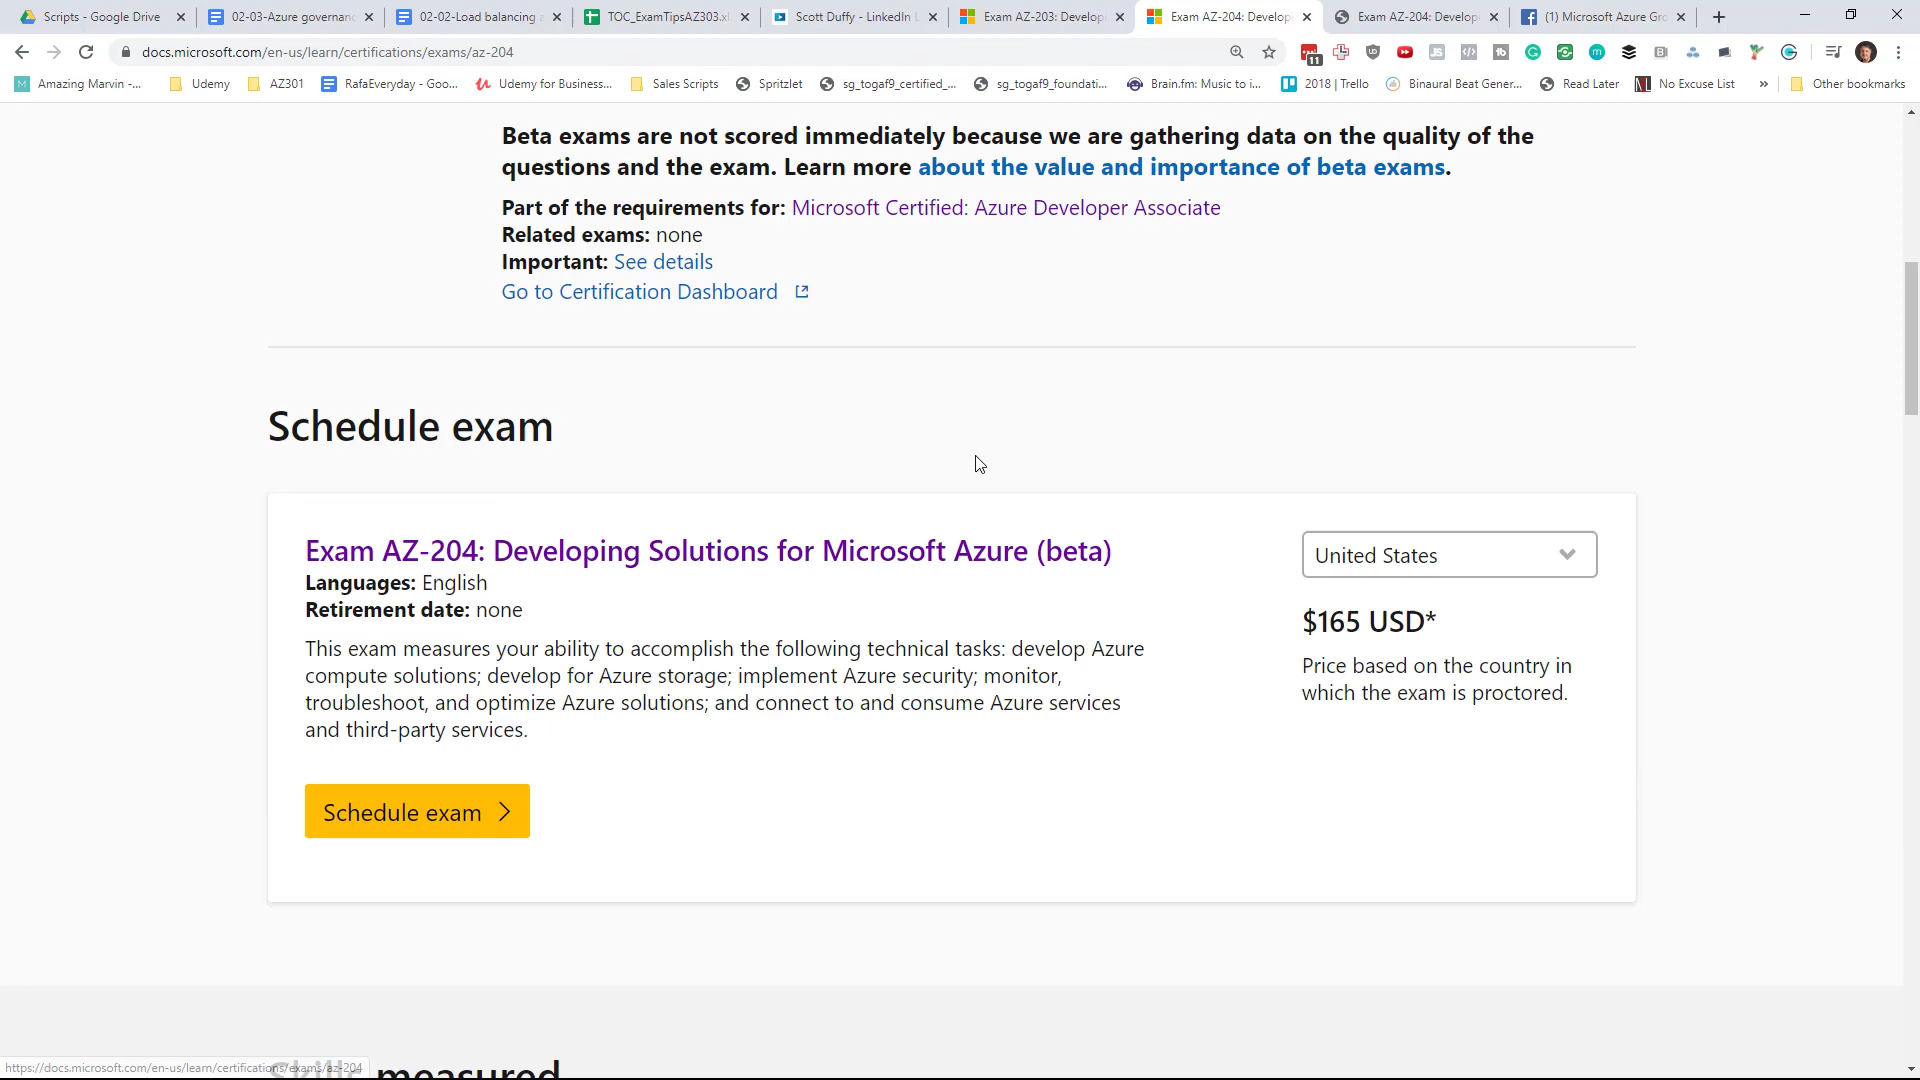 Scripts - Google Drive
02-03-Azure governanc
02-02-Load balancing a
TOC_ExamTipsAZ303.xl
Scott Duffy - LinkedIn L
Exam AZ-203: Develop
Exam AZ-204: Develop
Exam AZ-204: Develop
(1) Microsoft Azure Gro
docs.microsoft.com/en-us/learn/certifications/exams/az-204
11
Amazing Marvin -...
Udemy
AZ301
RafaEveryday - Goo...
Udemy for Business...
Sales Scripts
Spritzlet
sg_togaf9_certified_...
sg_togaf9_foundati...
Brain.fm: Music to i...
2018 | Trello
Binaural Beat Gener...
Read Later
No Excuse List
»
Other bookmarks
Beta exams are not scored immediately because we are gathering data on the quality of the
questions and the exam. Learn more about the value and importance of beta exams.
Part of the requirements for: Microsoft Certified: Azure Developer Associate
Related exams: none
Important: See details
Go to Certification Dashboard
Schedule exam
Exam AZ-204: Developing Solutions for Microsoft Azure (beta)
Languages: English
Retirement date: none
This exam measures your ability to accomplish the following technical tasks: develop Azure
compute solutions; develop for Azure storage; implement Azure security; monitor,
troubleshoot, and optimize Azure solutions; and connect to and consume Azure services
and third-party services.
Schedule exam
United States
$165 USD*
Price based on the country in
which the exam is proctored.
Skills measured
https://docs.microsoft.com/en-us/learn/certifications/exams/az-204